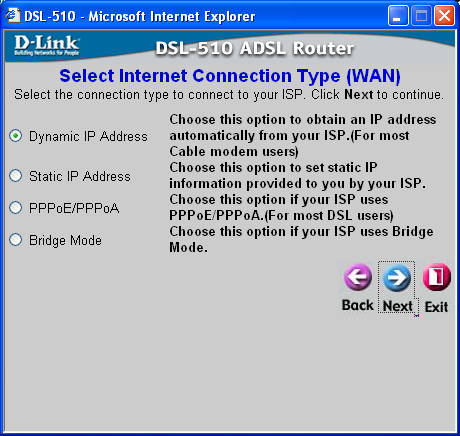 DSL-510 - Microsoft Internet Explorer
D-Link
Building Networks for People
DSL-510 ADSL Router
Select Internet Connection Type (WAN)
Select the connection type to connect to your ISP. Click Next to continue.
Dynamic IP Address
Choose this option to obtain an IP address
automatically from your ISP.(For most
Cable modem users)
Static IP Address
Choose this option to set static IP
information provided to you by your ISP.
PPPoE/PPPoA
Choose this option if your ISP uses
PPPoE/PPPoA.(For most DSL users)
Bridge Mode
Choose this option if your ISP uses Bridge
Mode.
Back Next Exit